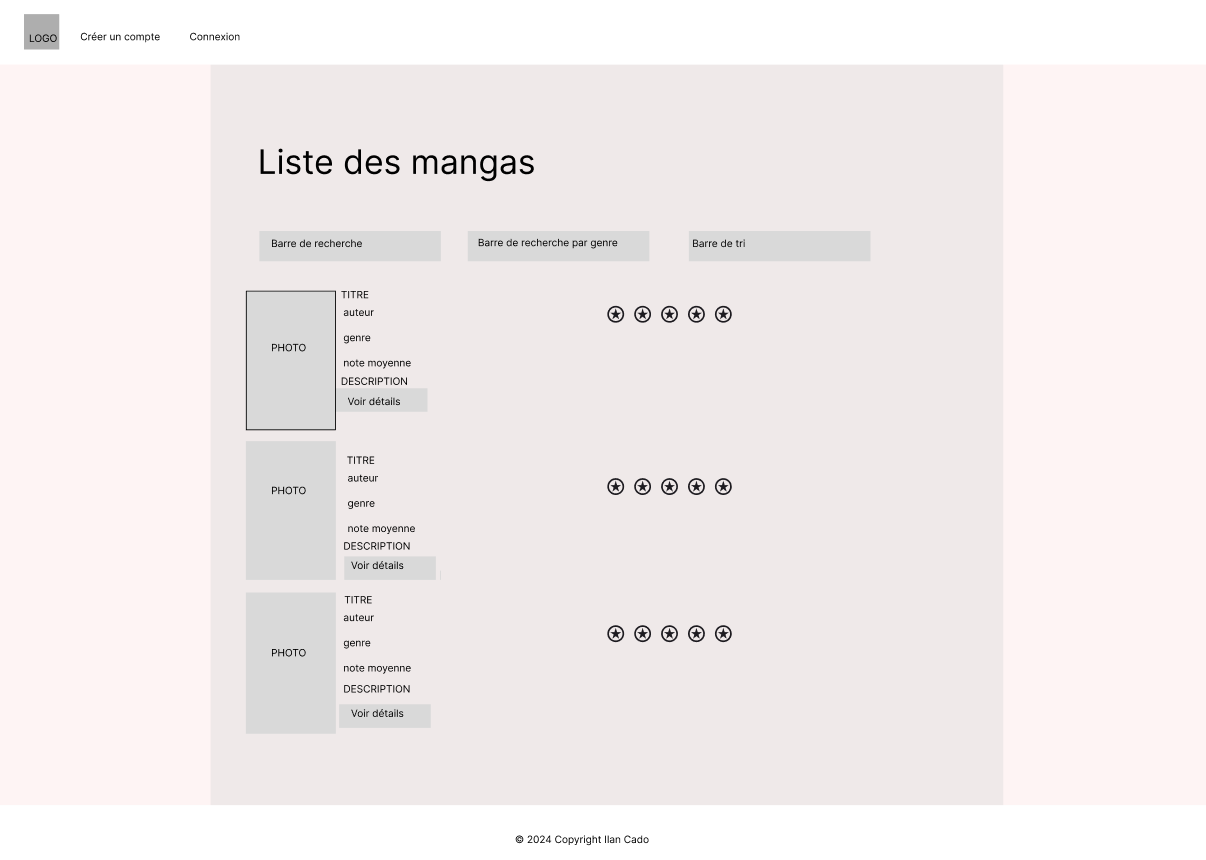 LOGO
Créer un compte
Connexion
Liste des mangas
Barre de recherche
Barre de recherche par genre
Barre de tri
PHOTO
TITRE
auteur
genre
note moyenne
DESCRIPTION
Voir détails
PHOTO
TITRE
auteur
genre
note moyenne
DESCRIPTION
Voir détails
PHOTO
TITRE
auteur
genre
note moyenne
DESCRIPTION
Voir détails
© 2024 Copyright Ilan Cado